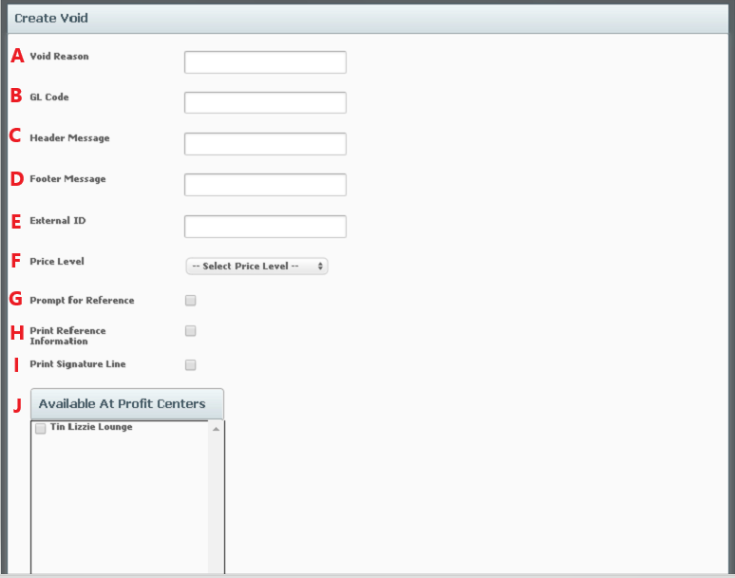 Create Void
A Void Reason
B GL Code
C Header Message
D Footer Message
E External ID
F Price Level -- Select Price Level --
G Prompt for Reference
H Print Reference
Information
I Print Signature Line
J Available At Profit Centers
Tin Lizzie Lounge